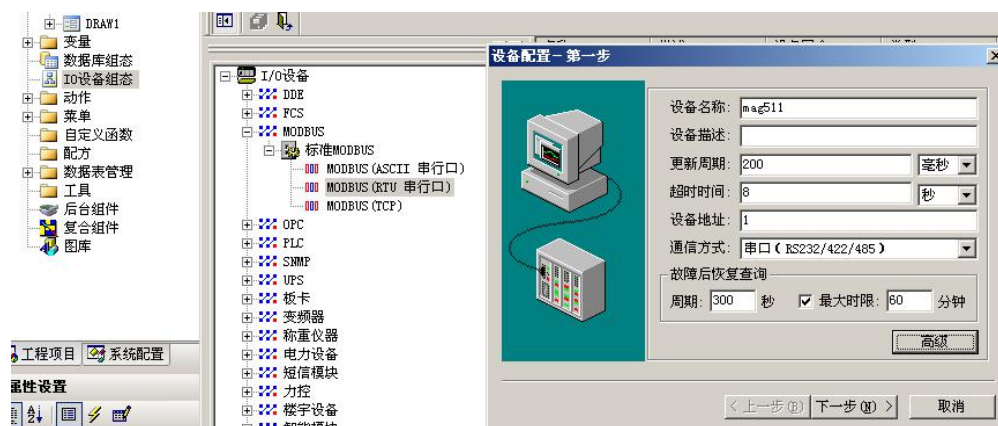 DRAW1
变量
数据库组态
IO设备组态
动作
菜单
自定义函数
配方
数据表管理
工具
后台组件
复合组件
图库
工程项目
系统配置
属性设置
I/O设备
DDE
FCS
MODBUS
标准MODBUS
MODBUS(ASCII 串行口)
MODBUS(RTU 串行口)
MODBUS(TCP)
OPC
PLC
SNMP
UPS
板卡
变频器
称重仪器
电力设备
短信模块
力控
楼宇设备
设备配置－第一步
设备名称: mag511
设备描述:
更新周期: 200 毫秒
超时时间: 8 秒
设备地址: 1
通信方式: 串口(RS232/422/485)
故障后恢复查询
周期: 300 秒 最大时限: 60 分钟
高级
<上一步(B) 下一步(N)> 取消